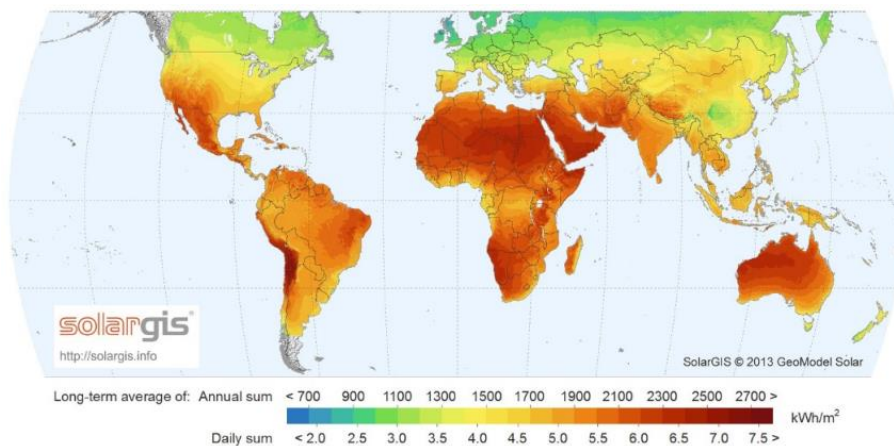 solargis
http://solargis.info
SolarGIS © 2013 GeoModel Solar
Long-term average of: Annual sum < 700 900 1100 1300 1500 1700 1900 2100 2300 2500 2700 >
Daily sum < 2.0 2.5 3.0 3.5 4.0 4.5 5.0 5.5 6.0 6.5 7.0 7.5 >
kWh/m²